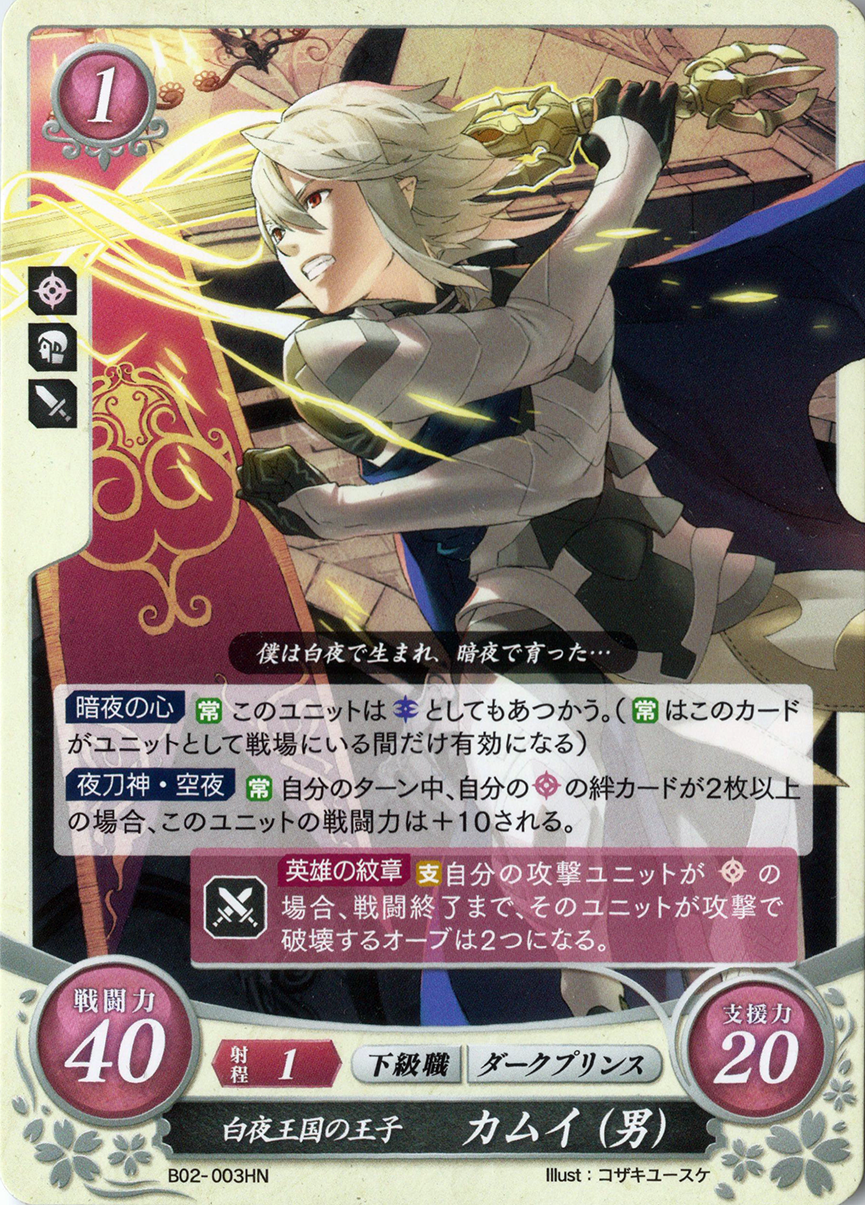 1
僕は白夜で生まれ、暗夜で育った…
暗夜の心 常 このユニットは としてもあつかう。(常 はこのカード
がユニットとして戦場にいる間だけ有効になる)
夜刀神・空夜 常 自分のターン中、自分の の絆カードが2枚以上
の場合、このユニットの戦闘力は+10される。
英雄の紋章 支 自分の攻撃ユニットが の
場合、戦闘終了まで、そのユニットが攻撃で
破壊するオーブは2つになる。
戦闘力
40
射程 1
下級職 ダークプリンス
支援力
20
白夜王国の王子 カムイ(男)
B02-003HN Illust:コザキユースケ